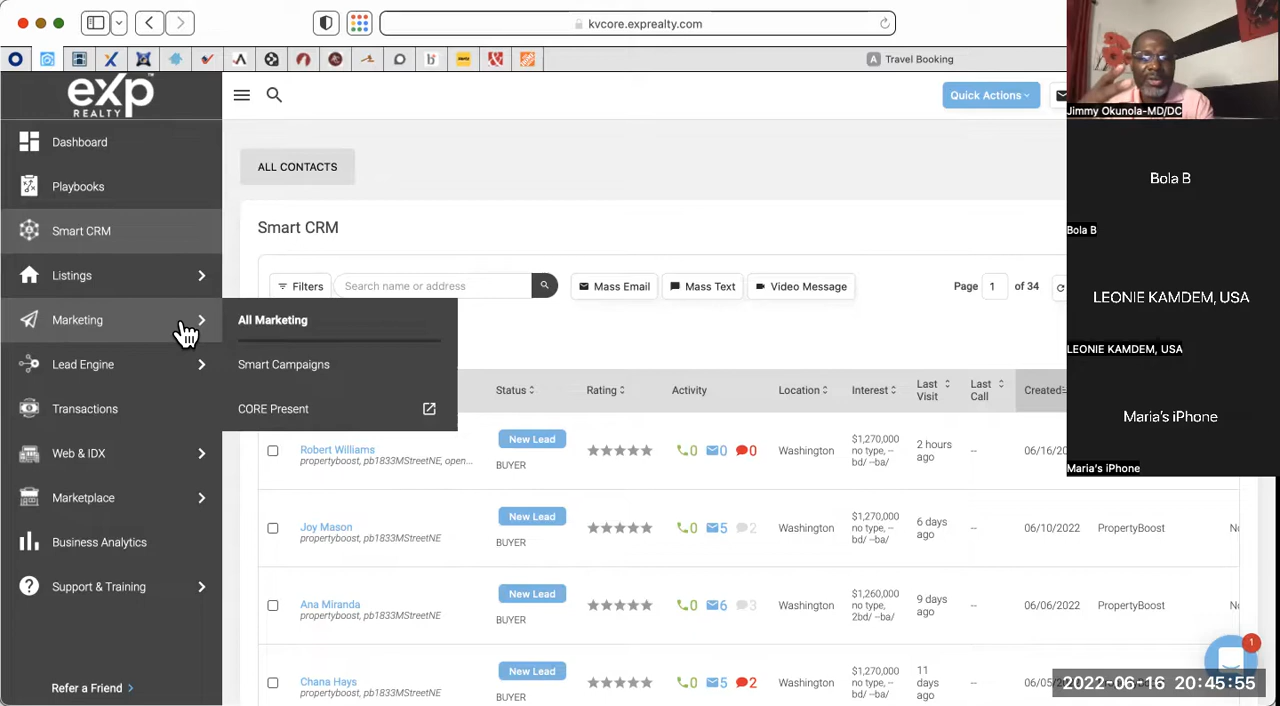 kvcore.exprealty.com
Travel Booking
eXp
REALTY
Quick Actions
Jimmy Okunola-MD/DC
Dashboard
Playbooks
Smart CRM
Listings
Marketing
Lead Engine
Transactions
Web & IDX
Marketplace
Business Analytics
Support & Training
Refer a Friend
All Marketing
Smart Campaigns
CORE Present
ALL CONTACTS
Smart CRM
Filters
Search name or address
Mass Email
Mass Text
Video Message
Page 1 of 34
Status Rating Activity Location Interest Last Visit Last Call Created
Robert Williams
propertyboost, pb1833MStreetNE, open...
New Lead
BUYER
0 0 0
Washington
$1,270,000
no type, --
bd/ --ba/
2 hours
ago
--
06/16/
Joy Mason
propertyboost, pb1833MStreetNE
New Lead
BUYER
0 5 2
Washington
$1,270,000
no type, --
bd/ --ba/
6 days
ago
--
06/10/2022
PropertyBoost
Ana Miranda
propertyboost, pb1833MStreetNE
New Lead
BUYER
0 6 3
Washington
$1,260,000
no type,
2bd/ --ba/
9 days
ago
--
06/06/2022
PropertyBoost
Chana Hays
propertyboost, pb1833MStreetNE
New Lead
BUYER
0 5 2
Washington
$1,270,000
no type, --
bd/ --ba/
11
days
ago
--
06/05
Bola B
Bola B
LEONIE KAMDEM, USA
LEONIE KAMDEM, USA
Maria's iPhone
Maria's iPhone
1
2022-06-16 20:45:55